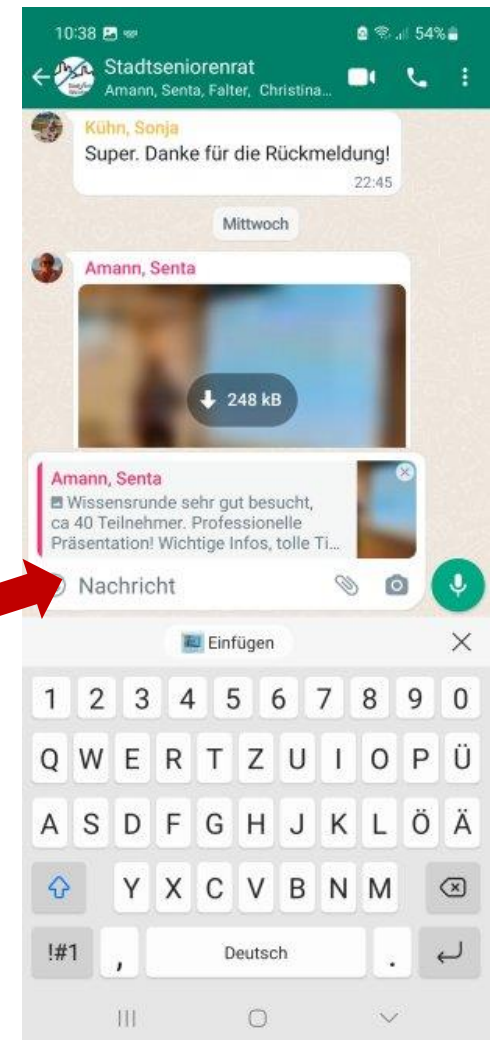 10:38
54%
Stadtseniorenrat
Amann, Senta, Falter, Christina...
Kühn, Sonja
Super. Danke für die Rückmeldung!
22:45
Mittwoch
Amann, Senta
248 kB
Amann, Senta
Wissensrunde sehr gut besucht,
ca 40 Teilnehmer. Professionelle
Präsentation! Wichtige Infos, tolle Ti...
Nachricht
Einfügen
1 2 3 4 5 6 7 8 9 0
Q W E R T Z U I O P Ü
A S D F G H J K L Ö Ä
Y X C V B N M
!#1 , Deutsch .